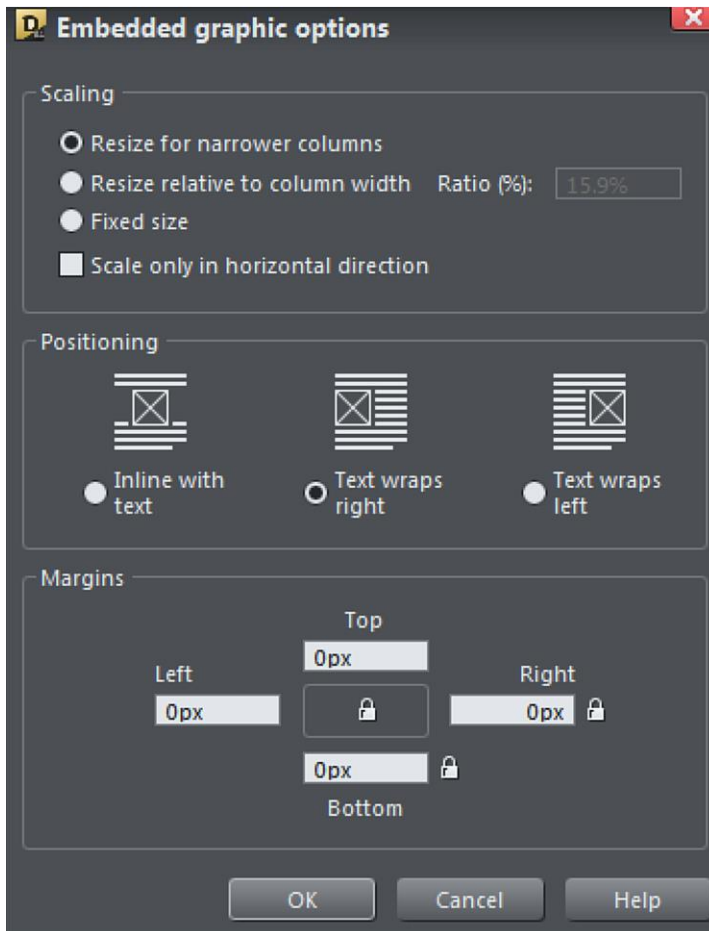 Embedded graphic options
Scaling
Resize for narrower columns
Resize relative to column width Ratio (%): 15.9%
Fixed size
Scale only in horizontal direction
Positioning
Inline with
text
Text wraps
right
Text wraps
left
Margins
Top
0px
Left
0px
Right
0px
0px
Bottom
OK Cancel Help